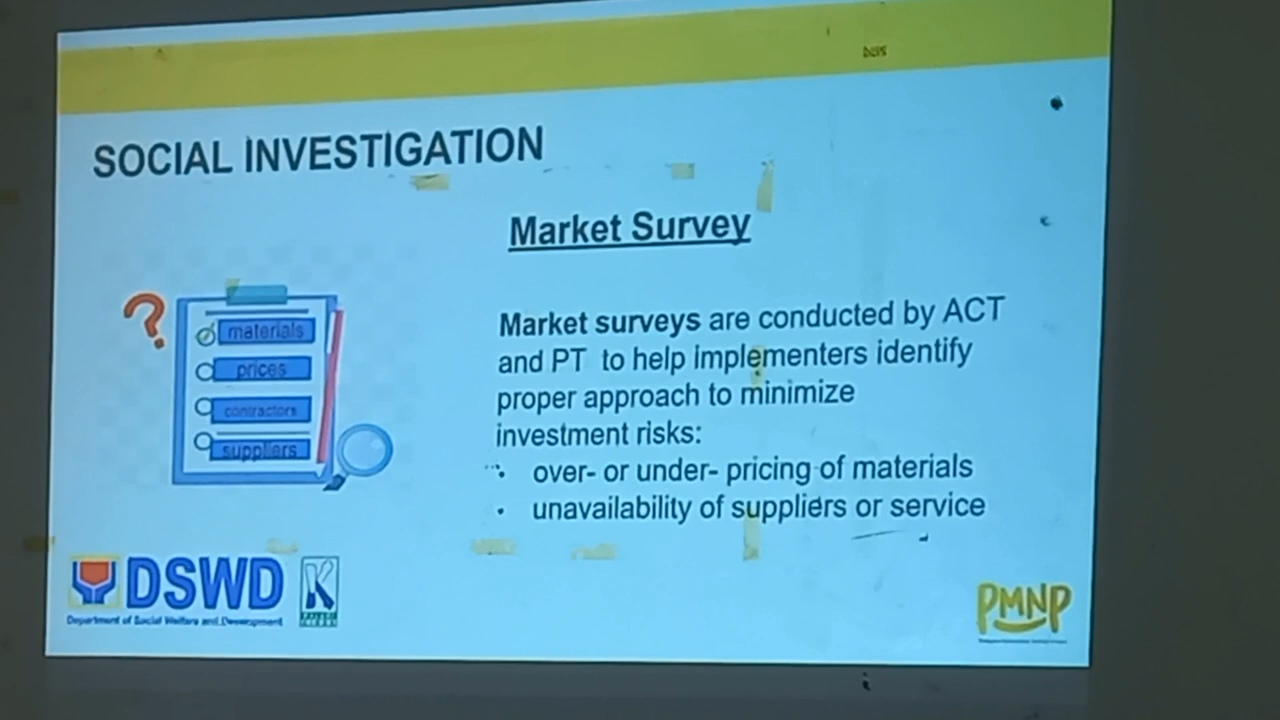 SOCIAL INVESTIGATION
Market Survey
materials
prices
contractors
suppliers
Market surveys are conducted by ACT
and PT to help implementers identify
proper approach to minimize
investment risks:
• over- or under- pricing of materials
• unavailability of suppliers or service
DSWD
Department of Social Welfare and Development
PMNP